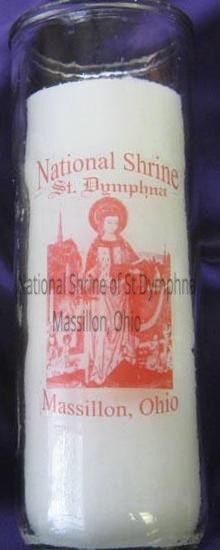 National Shrine
St. Dymphna
National Shrine of St Dymphna
Massillon, Ohio
Massillon, Ohio